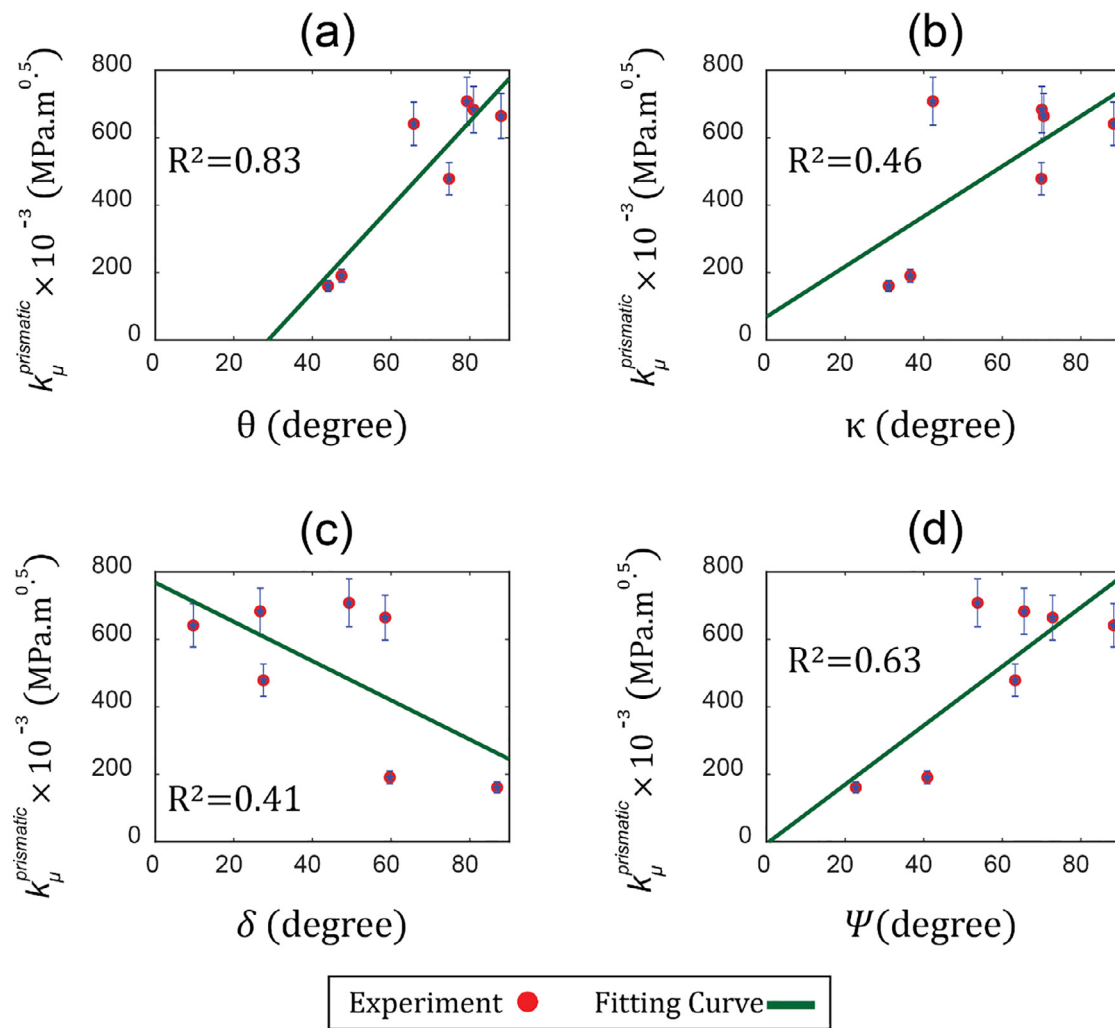 (a)
k_μ^prismatic × 10⁻³ (MPa.m^0.5)
800
600
400
200
0
R²=0.83
0 20 40 60 80
θ (degree)
(b)
k_μ^prismatic × 10⁻³ (MPa.m^0.5)
800
600
400
200
0
R²=0.46
0 20 40 60 80
κ (degree)
(c)
k_μ^prismatic × 10⁻³ (MPa.m^0.5)
800
600
400
200
0
R²=0.41
0 20 40 60 80
δ (degree)
(d)
k_μ^prismatic × 10⁻³ (MPa.m^0.5)
800
600
400
200
0
R²=0.63
0 20 40 60 80
Ψ(degree)
Experiment Fitting Curve